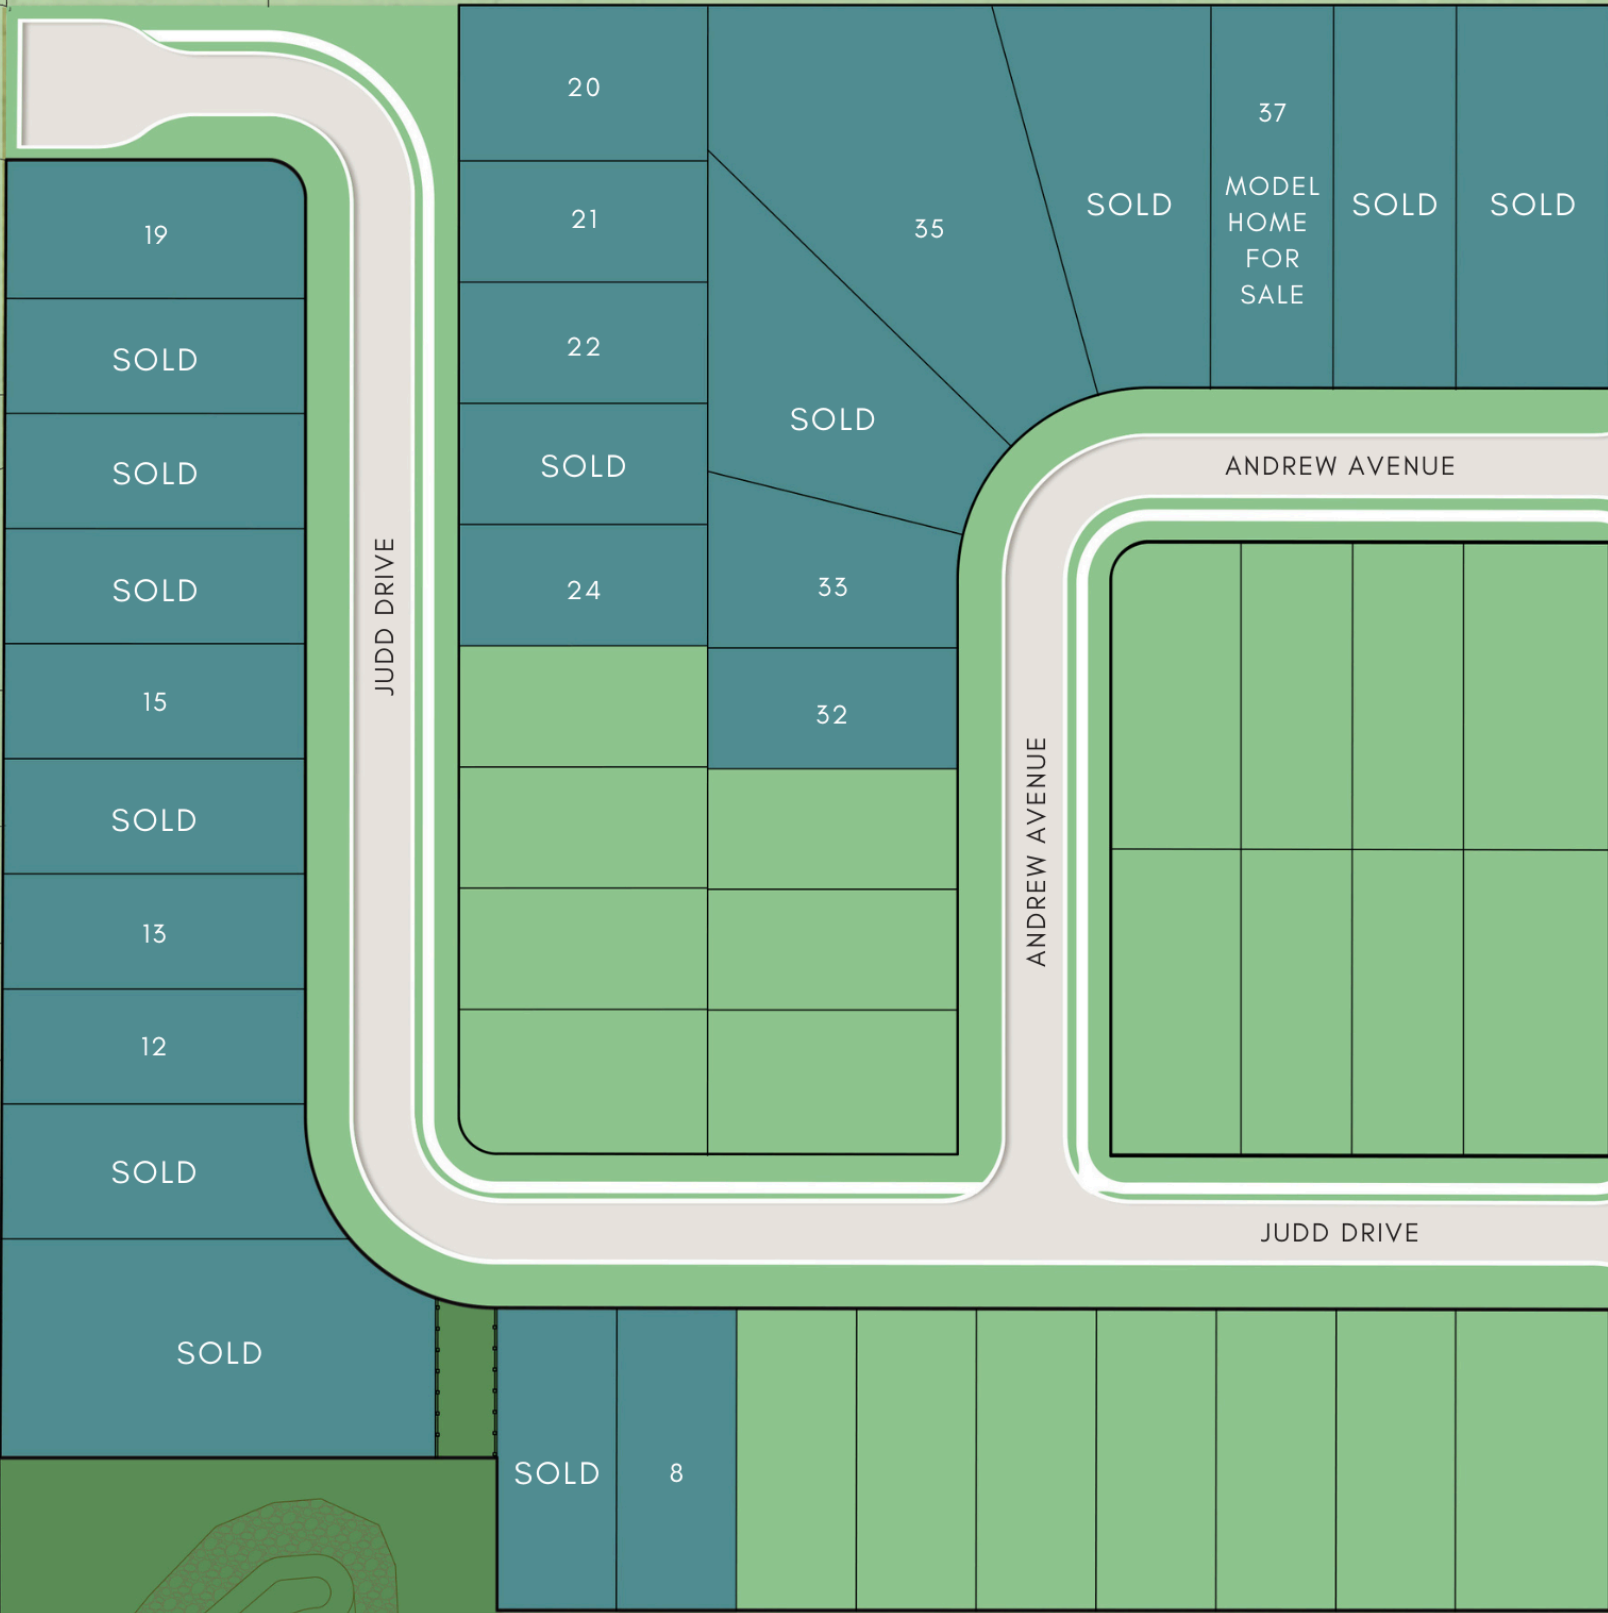 20
37
MODEL
HOME
FOR
SALE
SOLD
SOLD
SOLD
35
21
19
22
SOLD
SOLD
SOLD
ANDREW AVENUE
SOLD
24
33
SOLD
JUDD DRIVE
15
32
SOLD
ANDREW AVENUE
13
12
SOLD
JUDD DRIVE
SOLD
SOLD
8